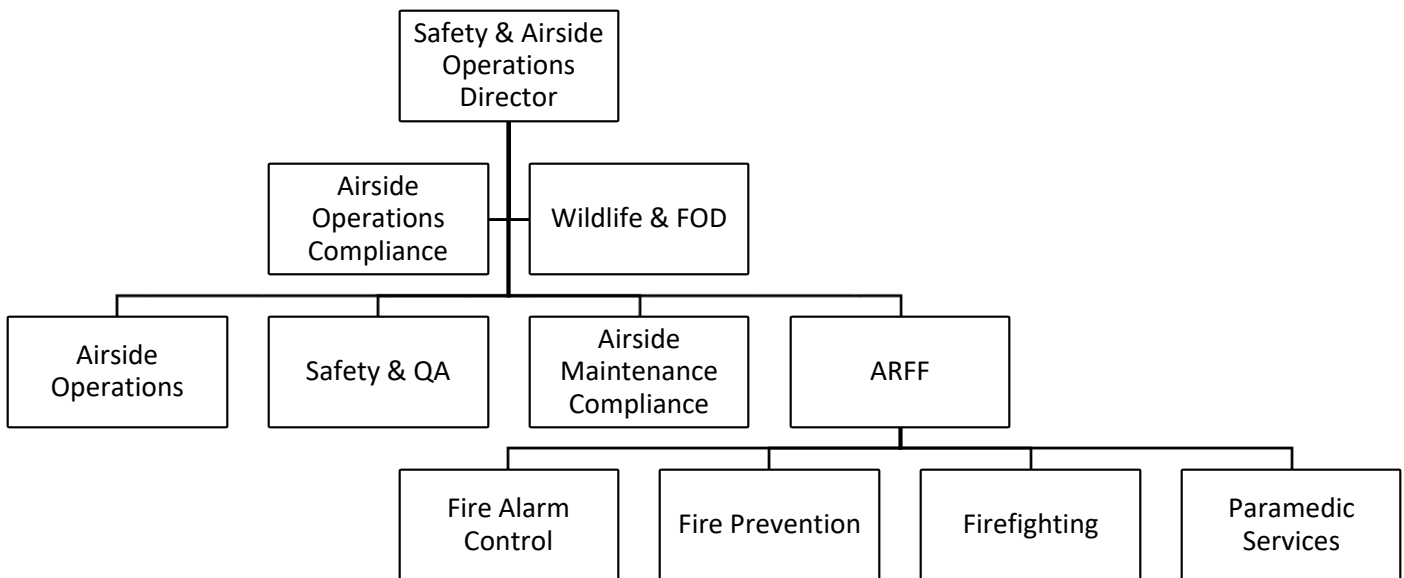 Safety & Airside
Operations
Director
Airside
Operations
Compliance
Wildlife & FOD
Airside
Operations
Safety & QA
Airside
Maintenance
Compliance
ARFF
Fire Alarm
Control
Fire Prevention
Firefighting
Paramedic
Services